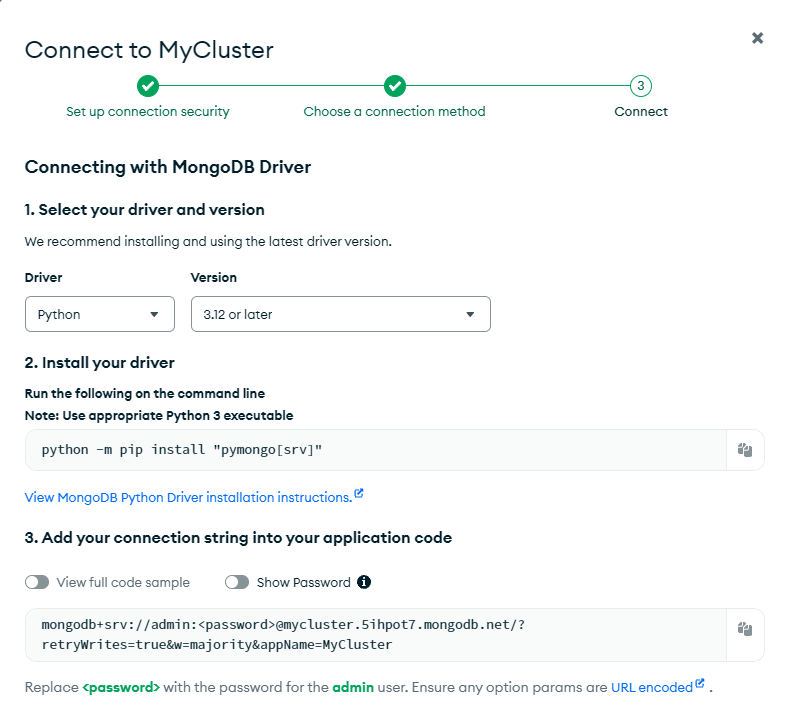 Connect to MyCluster
Set up connection security
Choose a connection method
3
Connect
Connecting with MongoDB Driver
1. Select your driver and version
We recommend installing and using the latest driver version.
Driver
Version
Python
3.12 or later
2. Install your driver
Run the following on the command line
Note: Use appropriate Python 3 executable
python -m pip install "pymongo[srv]"
View MongoDB Python Driver installation instructions.
3. Add your connection string into your application code
View full code sample
Show Password
mongodb+srv://admin:<password>@mycluster.5ihpot7.mongodb.net/?
retryWrites=true&w=majority&appName=MyCluster
Replace <password> with the password for the admin user. Ensure any option params are URL encoded .